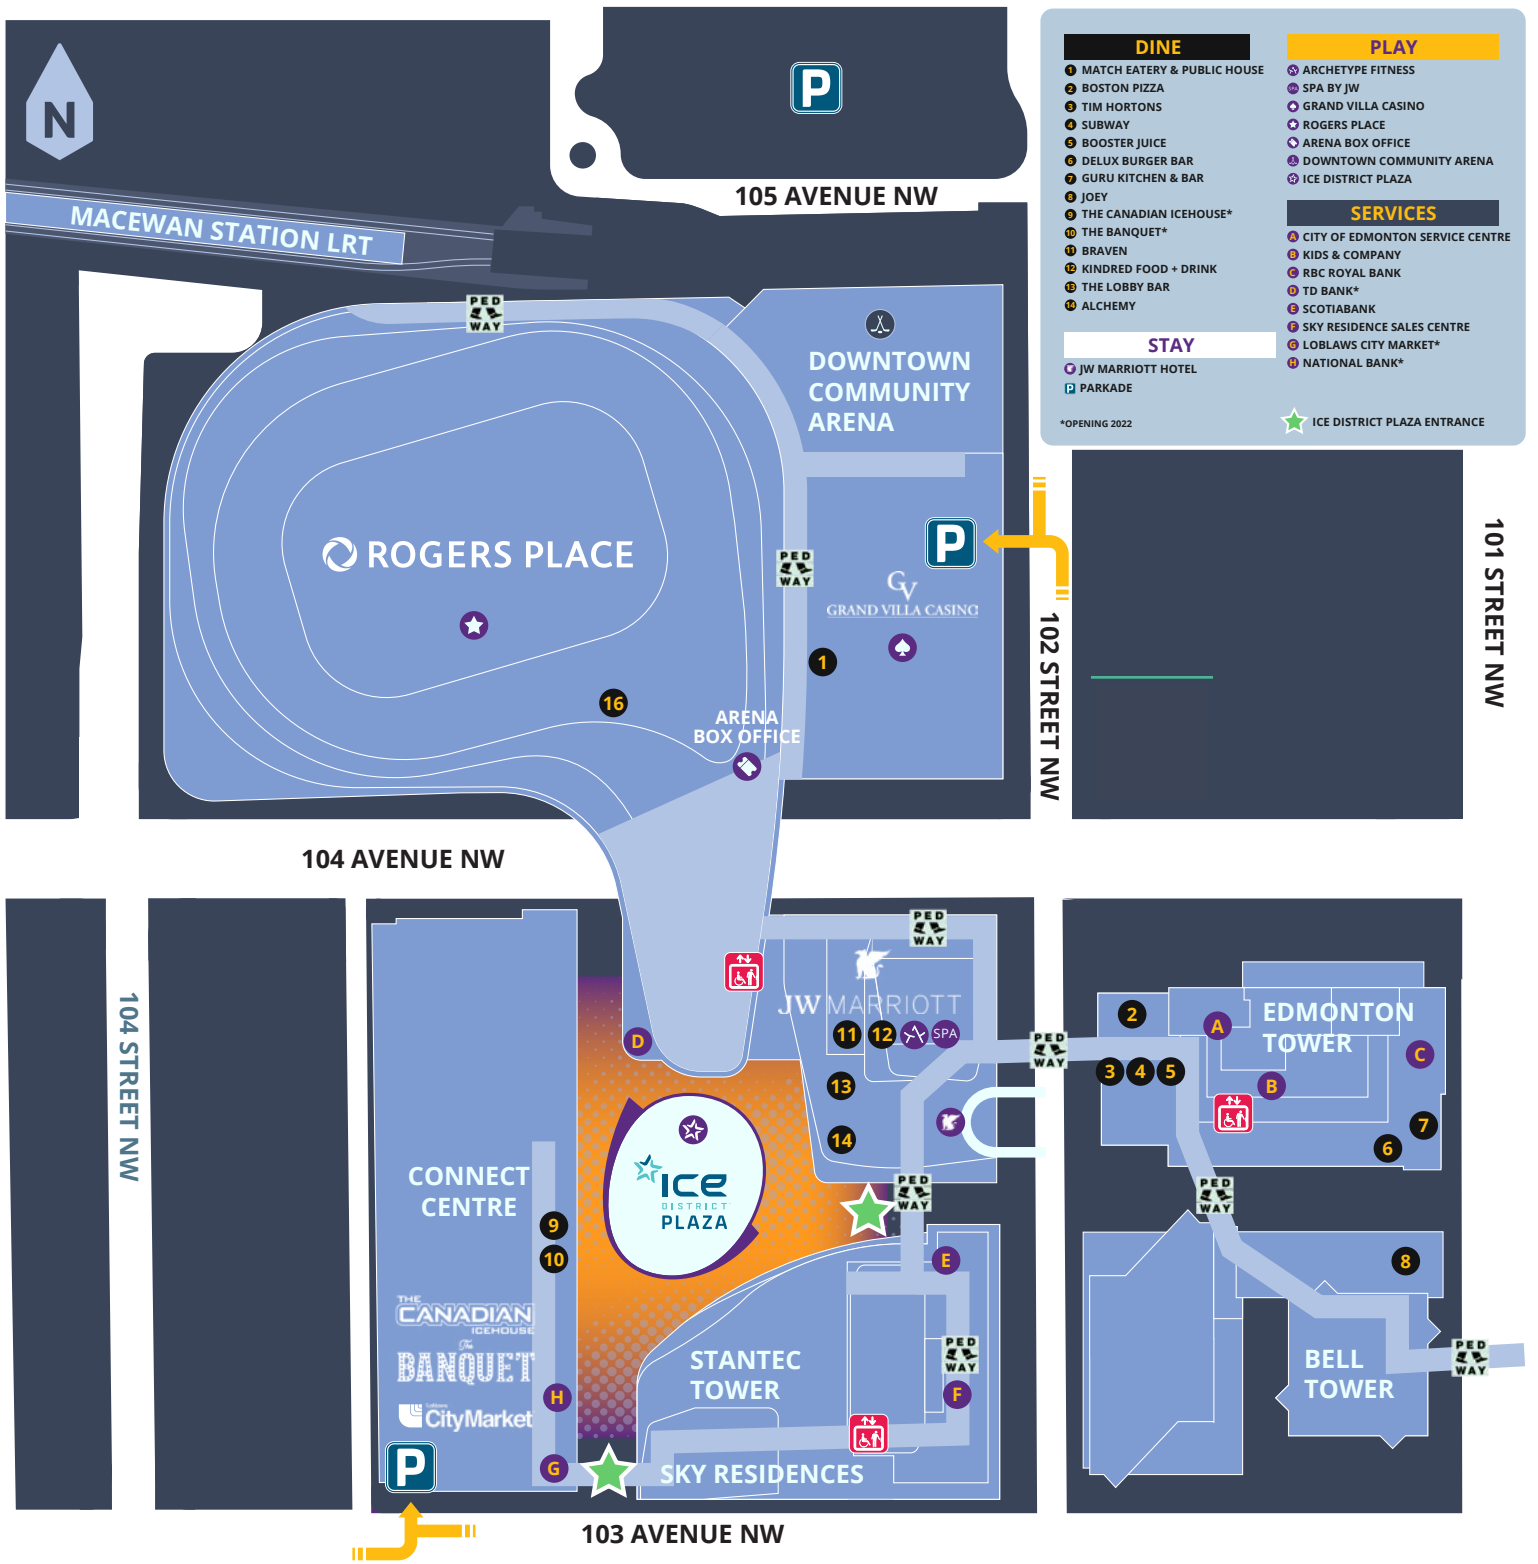 N
MACEWAN STATION LRT
P
105 AVENUE NW
DINE
1 MATCH EATERY & PUBLIC HOUSE
2 BOSTON PIZZA
3 TIM HORTONS
4 SUBWAY
5 BOOSTER JUICE
6 DELUX BURGER BAR
7 GURU KITCHEN & BAR
8 JOEY
9 THE CANADIAN ICEHOUSE*
10 THE BANQUET*
11 BRAVEN
12 KINDRED FOOD + DRINK
13 THE LOBBY BAR
14 ALCHEMY
STAY
JW MARRIOTT HOTEL
P PARKADE
*OPENING 2022
PLAY
ARCHETYPE FITNESS
SPA SPA BY JW
GRAND VILLA CASINO
ROGERS PLACE
ARENA BOX OFFICE
DOWNTOWN COMMUNITY ARENA
ICE DISTRICT PLAZA
SERVICES
A CITY OF EDMONTON SERVICE CENTRE
B KIDS & COMPANY
C RBC ROYAL BANK
D TD BANK*
E SCOTIABANK
F SKY RESIDENCE SALES CENTRE
G LOBLAWS CITY MARKET*
H NATIONAL BANK*
ICE DISTRICT PLAZA ENTRANCE
PED
WAY
DOWNTOWN
COMMUNITY
ARENA
ROGERS PLACE
PED
WAY
P
GV
GRAND VILLA CASINO
1
16
ARENA
BOX OFFICE
102 STREET NW
101 STREET NW
104 AVENUE NW
104 STREET NW
PED
WAY
JW MARRIOTT
11
12
SPA
13
14
D
PED
WAY
2
3
4
5
A
EDMONTON
TOWER
C
B
7
6
ICE
DISTRICT
PLAZA
CONNECT
CENTRE
9
10
THE
CANADIAN
ICEHOUSE
The
BANQUET
H
CityMarket
P
G
PED
WAY
E
STANTEC
TOWER
PED
WAY
F
SKY RESIDENCES
PED
WAY
8
BELL
TOWER
PED
WAY
103 AVENUE NW